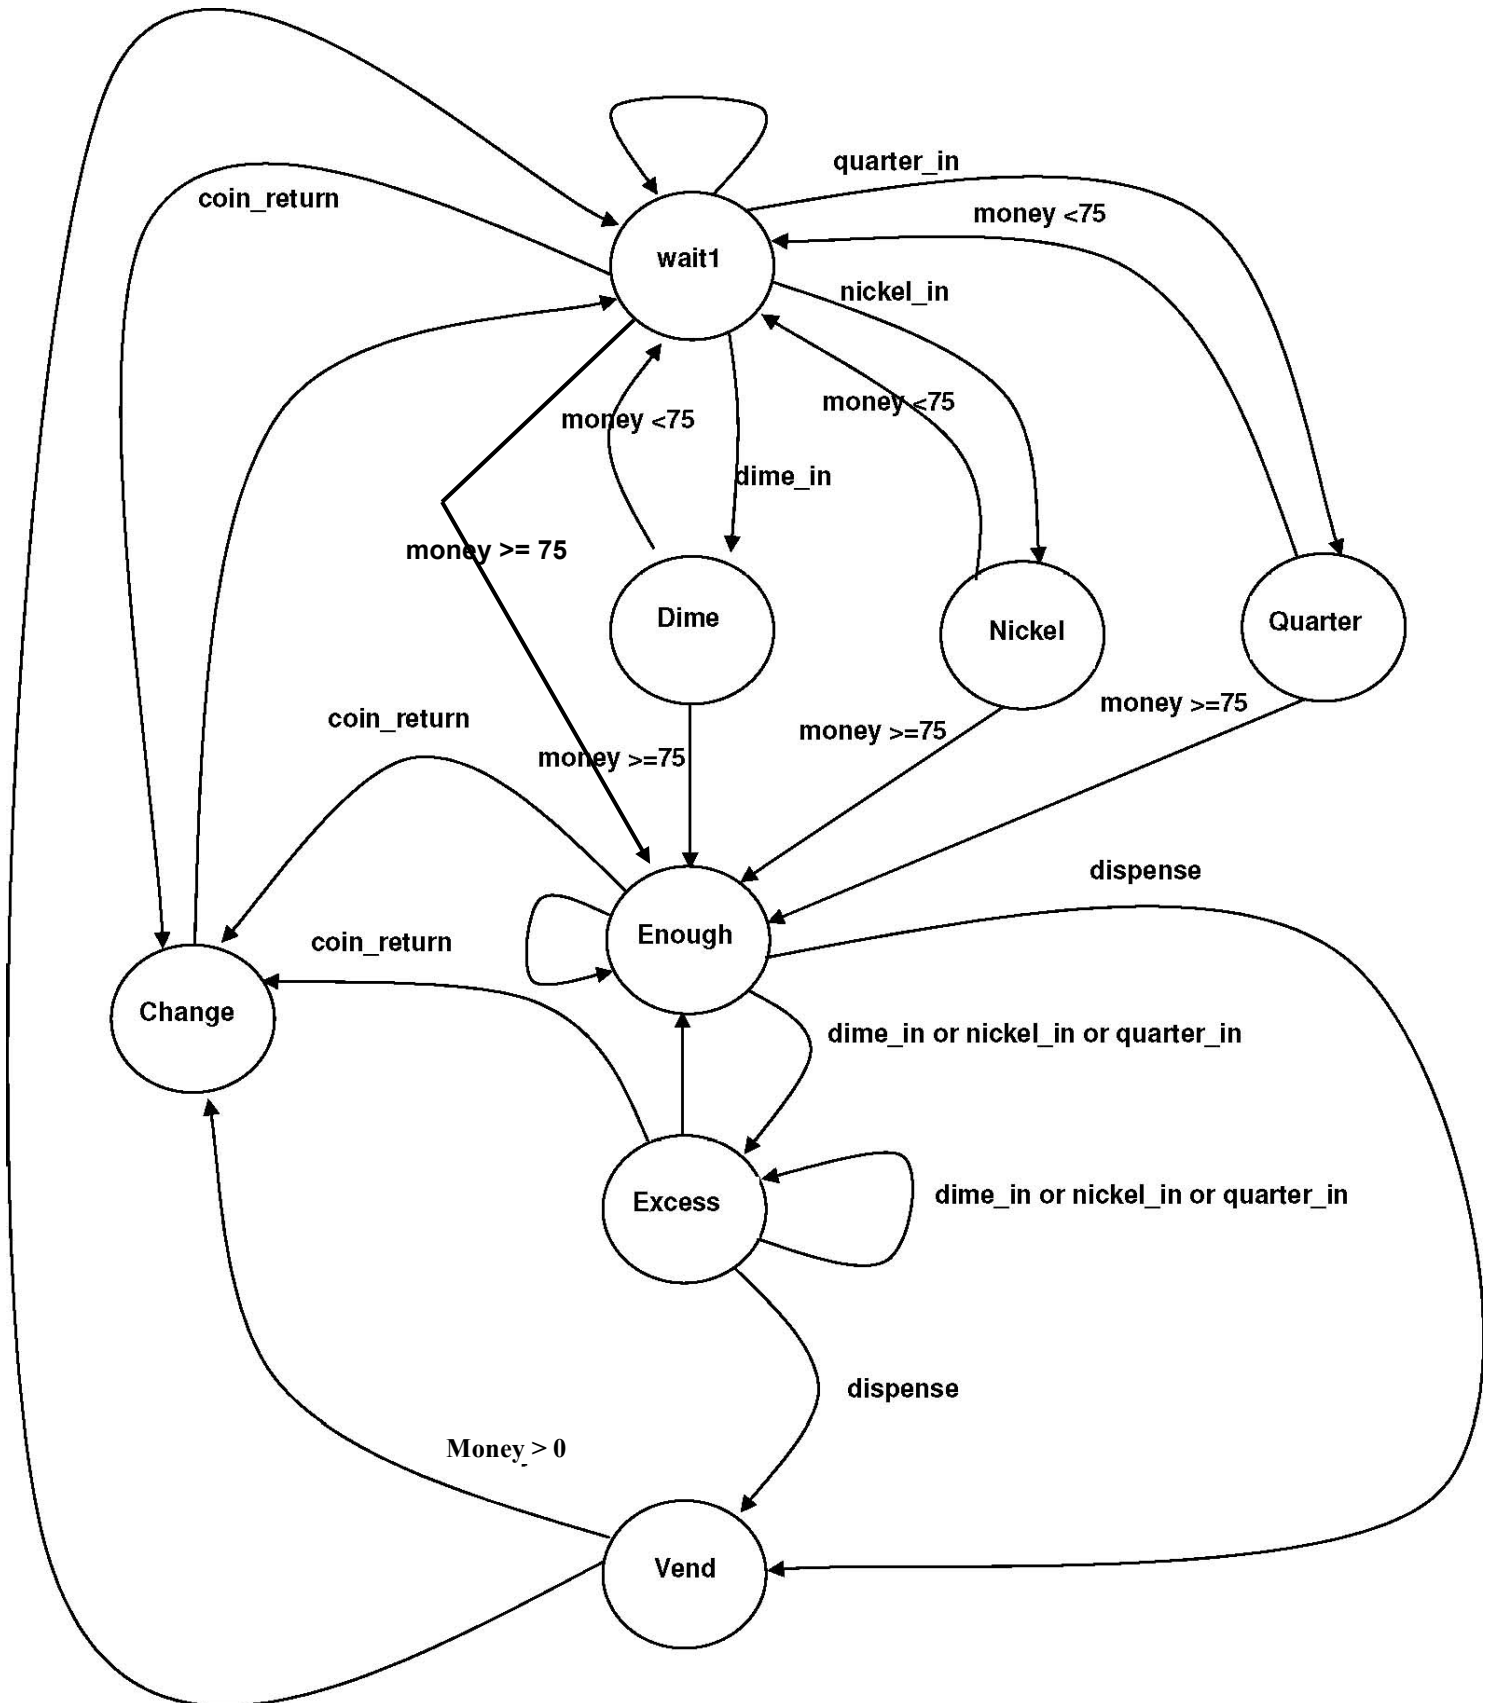 quarter_in
coin_return
money <75
wait1
nickel_in
money <75
money <75
dime_in
money >= 75
Dime
Nickel
Quarter
coin_return
money >=75
money >=75
money >=75
dispense
Enough
coin_return
Change
dime_in or nickel_in or quarter_in
Excess
dime_in or nickel_in or quarter_in
dispense
Money > 0
Vend